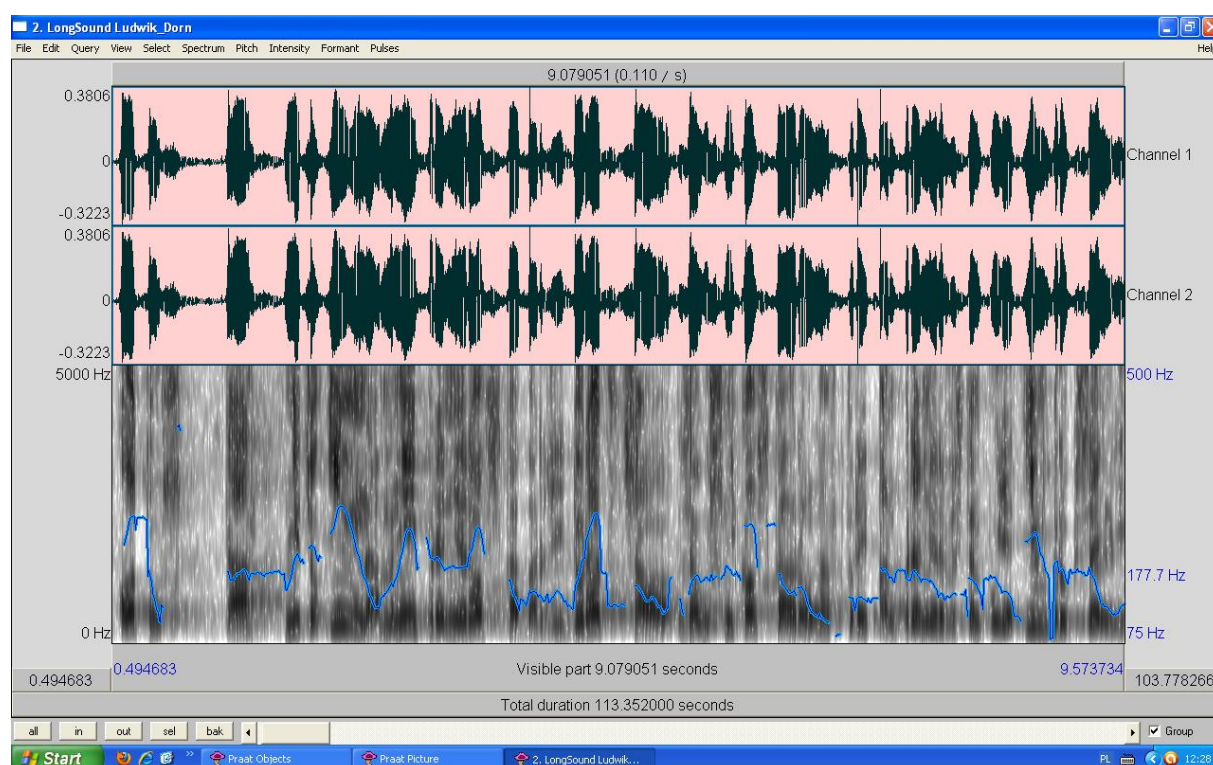 2. LongSound Ludwik_Dorn
File Edit Query View Select Spectrum Pitch Intensity Formant Pulses Hel
9.079051 (0.110 / s)
0.3806
0 Channel 1
-0.3223
0.3806
0 Channel 2
-0.3223
5000 Hz 500 Hz
177.7 Hz
0 Hz 75 Hz
0.494683 0.494683 Visible part 9.079051 seconds 9.573734 103.778266
Total duration 113.352000 seconds
all in out sel bak Group
Start Praat Objects Praat Picture 2. LongSound Ludwik... PL 12:28